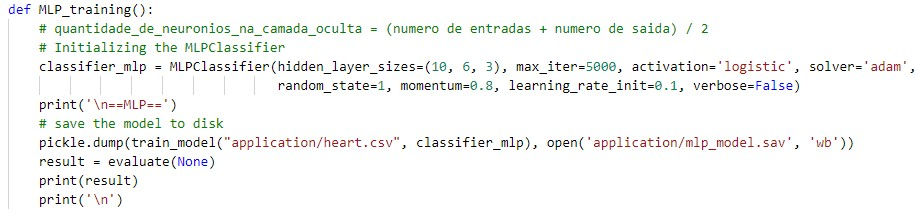 def MLP_training():
# quantidade_de_neuronios_na_camada_oculta = (numero de entradas + numero de saida) / 2
# Initializing the MLPClassifier
classifier_mlp = MLPClassifier(hidden_layer_sizes=(10, 6, 3), max_iter=5000, activation='logistic', solver='adam',
random_state=1, momentum=0.8, learning_rate_init=0.1, verbose=False)
print('\n==MLP==')
# save the model to disk
pickle.dump(train_model("application/heart.csv", classifier_mlp), open('application/mlp_model.sav', 'wb'))
result = evaluate(None)
print(result)
print('\n')